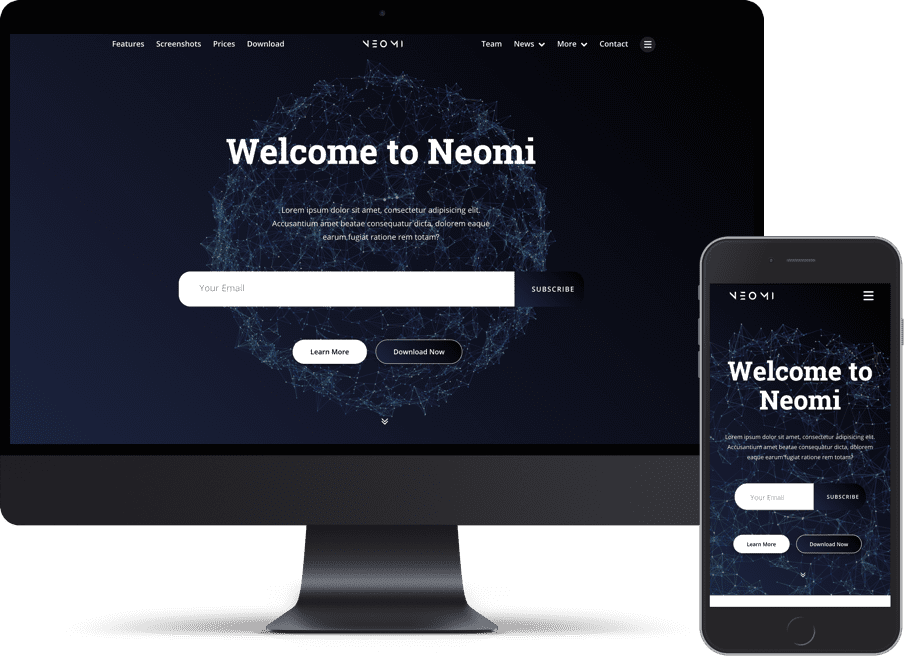 Features Screenshots Prices Download NEOMI Team News More Contact
Welcome to Neomi
Lorem ipsum dolor sit amet, consectetur adipisicing elit.
Accusantium amet beatae consequatur dicta, dolorem eaque
earum fugiat ratione rem totam?
Your Email SUBSCRIBE
Learn More Download Now
NEOMI
Welcome to
Neomi
Lorem ipsum dolor sit amet, consectetur adipisicing elit.
Accusantium amet beatae consequatur dicta, dolorem
eaque earum fugiat ratione rem totam?
Your Email SUBSCRIBE
Learn More Download Now